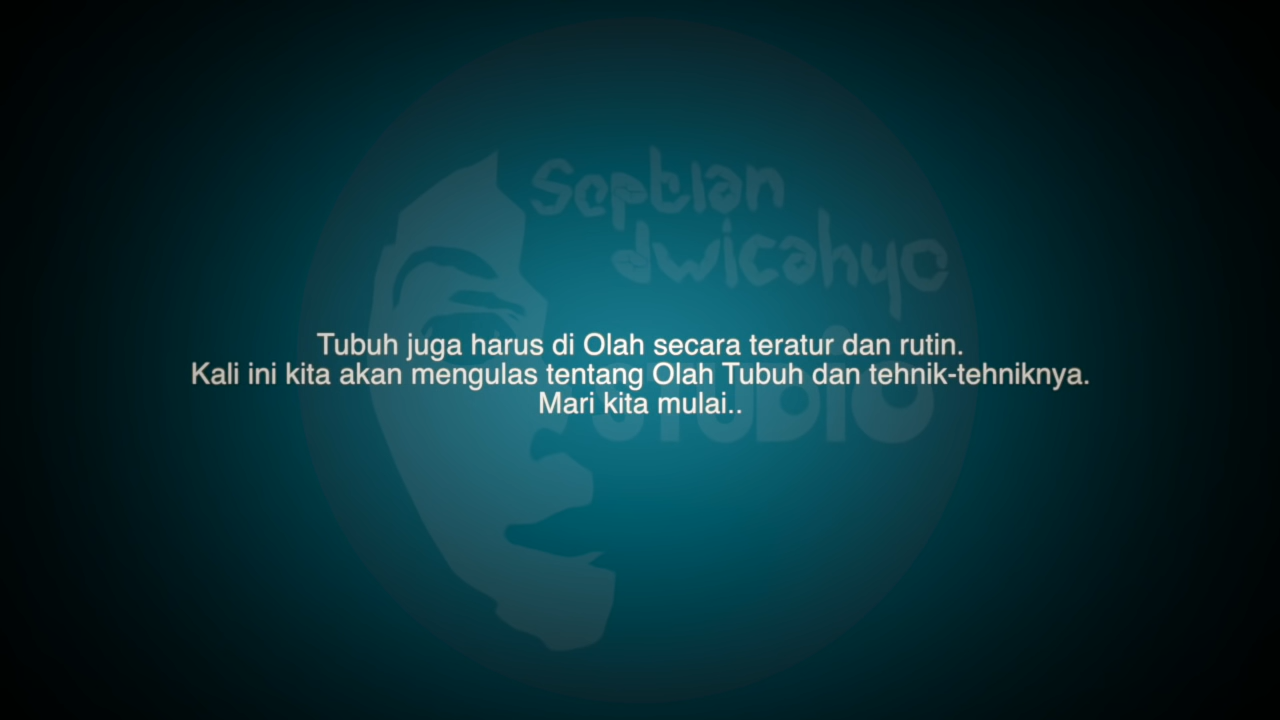 Septian
dwicahyo
STUDIO
Tubuh juga harus di Olah secara teratur dan rutin.
Kali ini kita akan mengulas tentang Olah Tubuh dan tehnik-tehniknya.
Mari kita mulai..